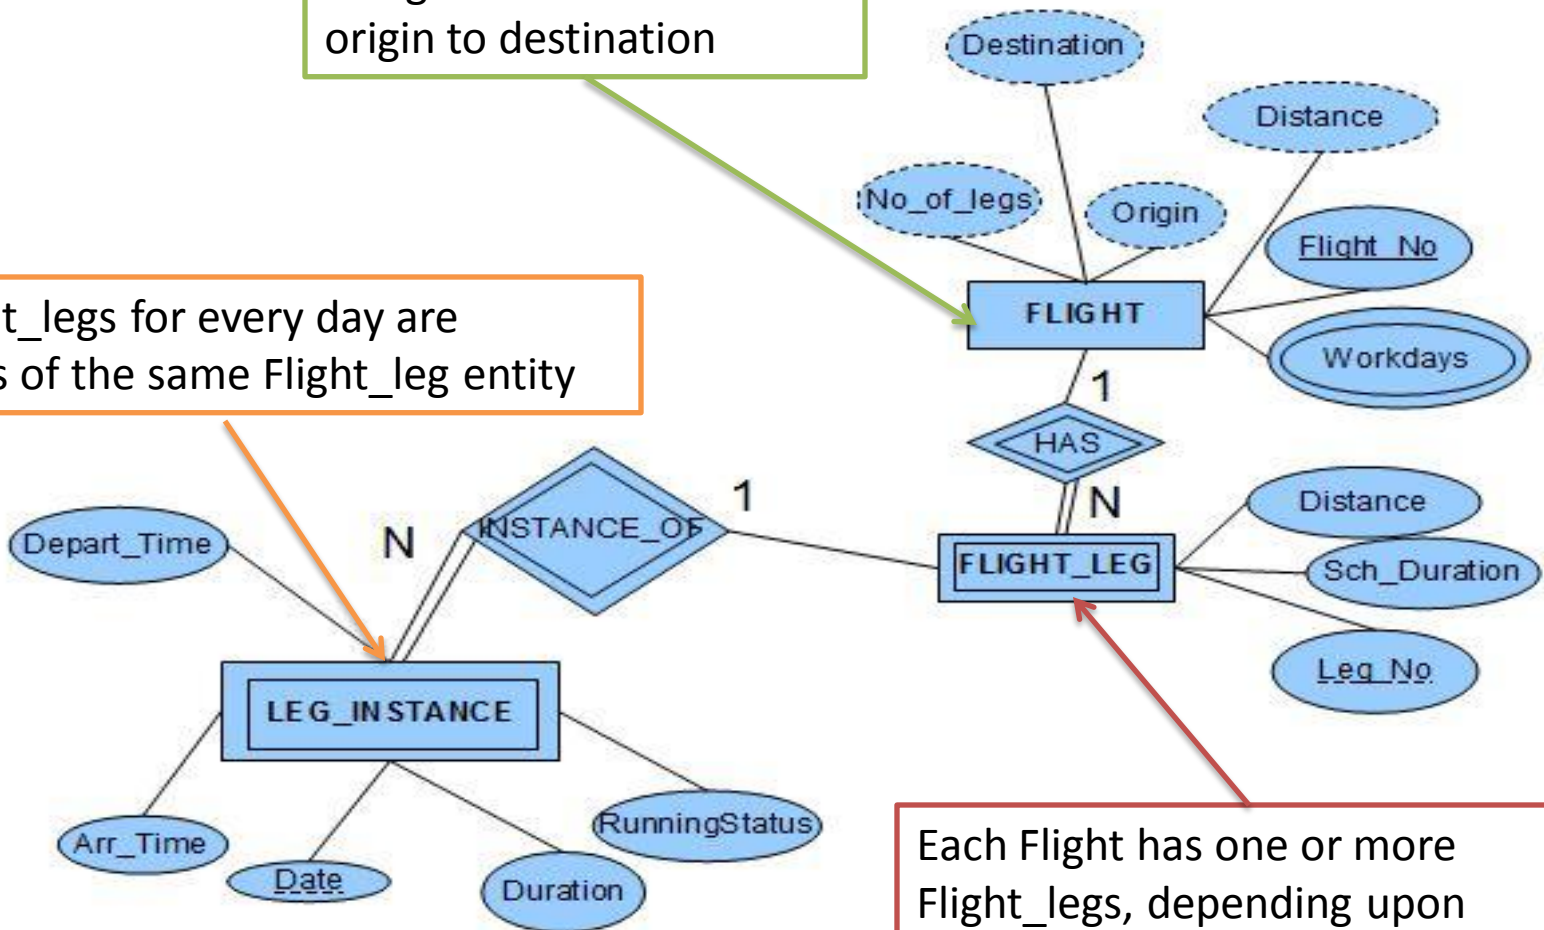 origin to destination
Destination
Distance
No_of_legs
Origin
Flight_No
FLIGHT
Workdays
t_legs for every day are
s of the same Flight_leg entity
1
HAS
N
1
N
INSTANCE_OF
Depart_Time
Distance
FLIGHT_LEG
Sch_Duration
Leg_No
LEG_INSTANCE
RunningStatus
Arr_Time
Date
Duration
Each Flight has one or more
Flight_legs, depending upon